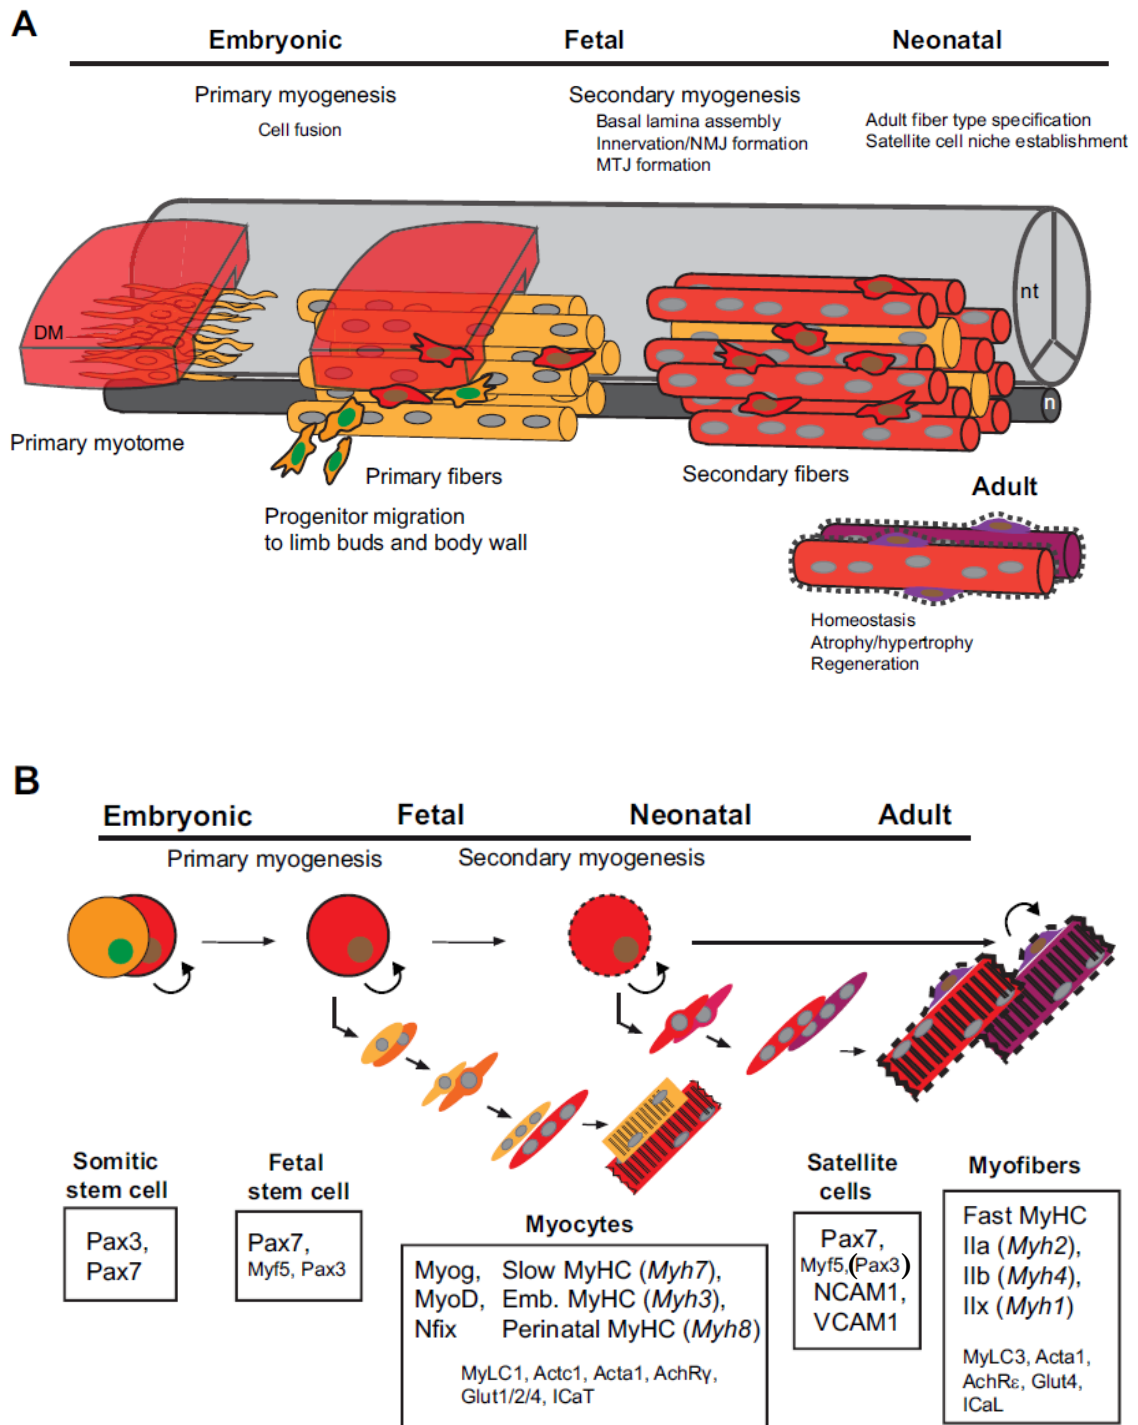 A
Embryonic Fetal Neonatal
Primary myogenesis
Cell fusion
Secondary myogenesis
Basal lamina assembly
Innervation/NMJ formation
MTJ formation
Adult fiber type specification
Satellite cell niche establishment
DM
nt
n
Primary myotome
Primary fibers
Secondary fibers
Progenitor migration
to limb buds and body wall
Adult
Homeostasis
Atrophy/hypertrophy
Regeneration
B
Embryonic Fetal Neonatal Adult
Primary myogenesis Secondary myogenesis
Somitic
stem cell
Pax3,
Pax7
Fetal
stem cell
Pax7,
Myf5, Pax3
Myocytes
Myog, Slow MyHC (Myh7),
MyoD, Emb. MyHC (Myh3),
Nfix Perinatal MyHC (Myh8)
MyLC1, Actc1, Acta1, AchRγ,
Glut1/2/4, ICaT
Satellite
cells
Pax7,
Myf5,(Pax3)
NCAM1,
VCAM1
Myofibers
Fast MyHC
IIa (Myh2),
IIb (Myh4),
IIx (Myh1)
MyLC3, Acta1,
AchRε, Glut4,
ICaL